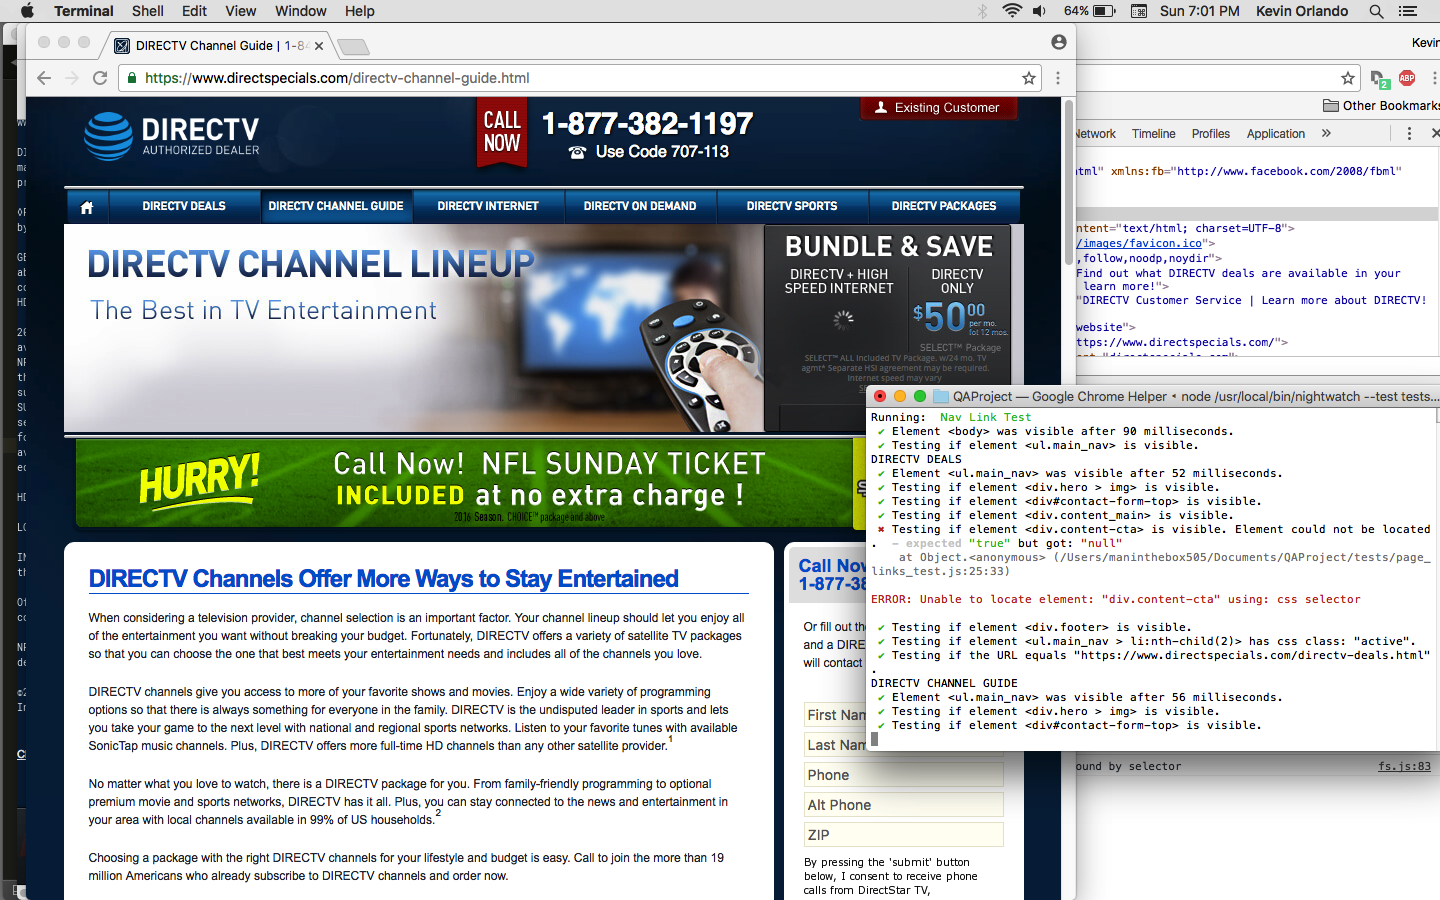 Terminal Shell Edit View Window Help
64% Sun 7:01 PM Kevin Orlando
DIRECTV Channel Guide | 1-84
Kevin
https://www.directspecials.com/directv-channel-guide.html
ABP
2
Other Bookmarks
DIRECTV
AUTHORIZED DEALER
CALL
NOW
1-877-382-1197
Use Code 707-113
Existing Customer
Network Timeline Profiles Application »
html" xmlns:fb="http://www.facebook.com/2008/fbml"
DIRECTV DEALS DIRECTV CHANNEL GUIDE DIRECTV INTERNET DIRECTV ON DEMAND DIRECTV SPORTS DIRECTV PACKAGES
ntent="text/html; charset=UTF-8">
/images/favicon.ico">
,follow,noodp,noydir">
Find out what DIRECTV deals are available in your
learn more!">
"DIRECTV Customer Service | Learn more about DIRECTV!
website">
ttps://www.directspecials.com/">
DIRECTV CHANNEL LINEUP
The Best in TV Entertainment
BUNDLE & SAVE
DIRECTV + HIGH
SPEED INTERNET
DIRECTV
ONLY
$50.00
per mo.
fot 12 mos.
SELECT™ Package
SELECT™ ALL Included TV Package. w/24 mo. TV
agmt* Separate HSI agreement may be required.
Internet speed may vary
HURRY!
Call Now! NFL SUNDAY TICKET
INCLUDED at no extra charge !
2016 Season. CHOICE™ package and above
DIRECTV Channels Offer More Ways to Stay Entertained
When considering a television provider, channel selection is an important factor. Your channel lineup should let you enjoy all
of the entertainment you want without breaking your budget. Fortunately, DIRECTV offers a variety of satellite TV packages
so that you can choose the one that best meets your entertainment needs and includes all of the channels you love.
DIRECTV channels give you access to more of your favorite shows and movies. Enjoy a wide variety of programming
options so that there is always something for everyone in the family. DIRECTV is the undisputed leader in sports and lets
you take your game to the next level with national and regional sports networks. Listen to your favorite tunes with available
SonicTap music channels. Plus, DIRECTV offers more full-time HD channels than any other satellite provider.1
No matter what you love to watch, there is a DIRECTV package for you. From family-friendly programming to optional
premium movie and sports networks, DIRECTV has it all. Plus, you can stay connected to the news and entertainment in
your area with local channels available in 99% of US households.2
Choosing a package with the right DIRECTV channels for your lifestyle and budget is easy. Call to join the more than 19
million Americans who already subscribe to DIRECTV channels and order now.
Call Now
1-877-38
Or fill out the
and a DIRE
will contact
First Nam
Last Nam
Phone
Alt Phone
ZIP
By pressing the 'submit' button
below, I consent to receive phone
calls from DirectStar TV,
QAProject — Google Chrome Helper • node /usr/local/bin/nightwatch --test tests...
Running: Nav Link Test
✔ Element <body> was visible after 90 milliseconds.
✔ Testing if element <ul.main_nav> is visible.
DIRECTV DEALS
✔ Element <ul.main_nav> was visible after 52 milliseconds.
✔ Testing if element <div.hero > img> is visible.
✔ Testing if element <div#contact-form-top> is visible.
✔ Testing if element <div.content_main> is visible.
✖ Testing if element <div.content-cta> is visible. Element could not be located
. - expected "true" but got: "null"
at Object.<anonymous> (/Users/maninthebox505/Documents/QAProject/tests/page_
links_test.js:25:33)
ERROR: Unable to locate element: "div.content-cta" using: css selector
✔ Testing if element <div.footer> is visible.
✔ Testing if element <ul.main_nav > li:nth-child(2)> has css class: "active".
✔ Testing if the URL equals "https://www.directspecials.com/directv-deals.html"
.
DIRECTV CHANNEL GUIDE
✔ Element <ul.main_nav> was visible after 56 milliseconds.
✔ Testing if element <div.hero > img> is visible.
✔ Testing if element <div#contact-form-top> is visible.
ound by selector fs.js:83